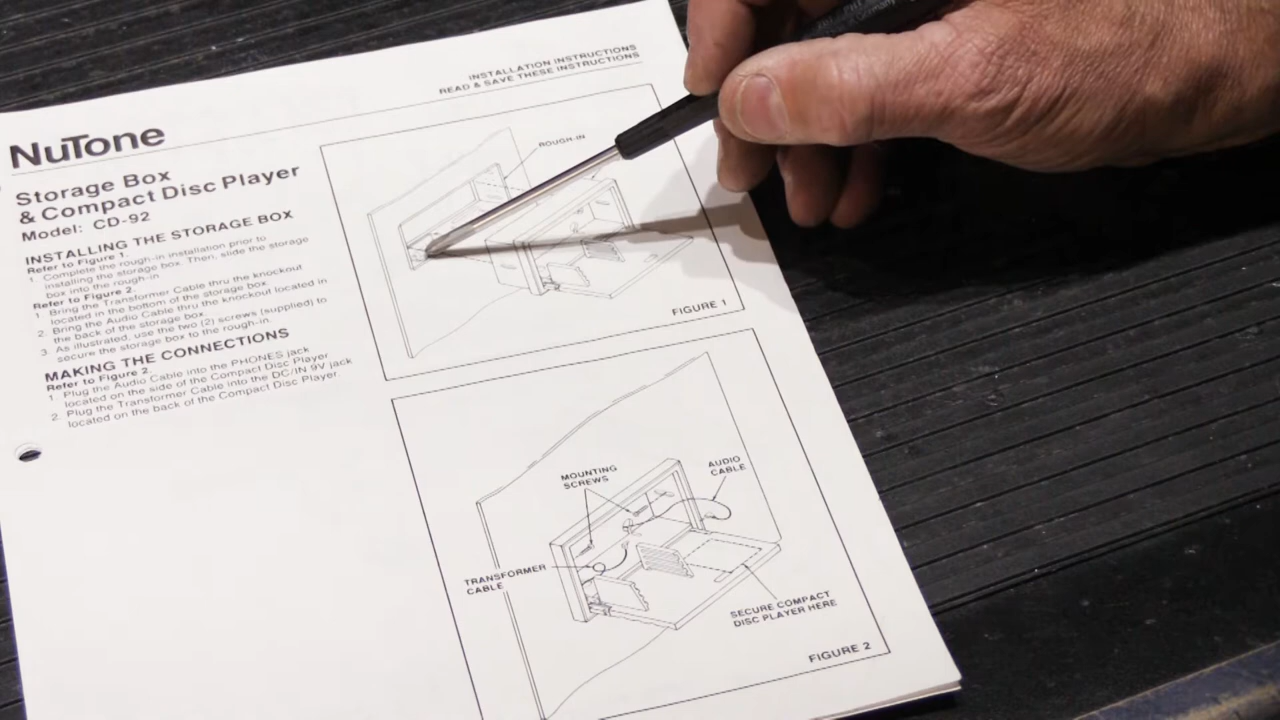 INSTALLATION INSTRUCTIONS
READ & SAVE THESE INSTRUCTIONS
NuTone
Storage Box
& Compact Disc Player
Model: CD-92
INSTALLING THE STORAGE BOX
Refer to Figure 1.
1. Complete the rough-in installation prior to
installing the storage box. Then, slide the storage
box into the rough-in.
Refer to Figure 2.
1. Bring the Transformer Cable thru the knockout
located in the bottom of the storage box.
2. Bring the Audio Cable thru the knockout located in
the back of the storage box.
3. As illustrated, use the two (2) screws (supplied) to
secure the storage box to the rough-in.
MAKING THE CONNECTIONS
Refer to Figure 2.
1. Plug the Audio Cable into the PHONES jack
located on the side of the Compact Disc Player
2. Plug the Transformer Cable into the DC/IN 9V jack
located on the back of the Compact Disc Player
ROUGH-IN
FIGURE 1
MOUNTING
SCREWS
AUDIO
CABLE
TRANSFORMER
CABLE
SECURE COMPACT
DISC PLAYER HERE
FIGURE 2
Germany